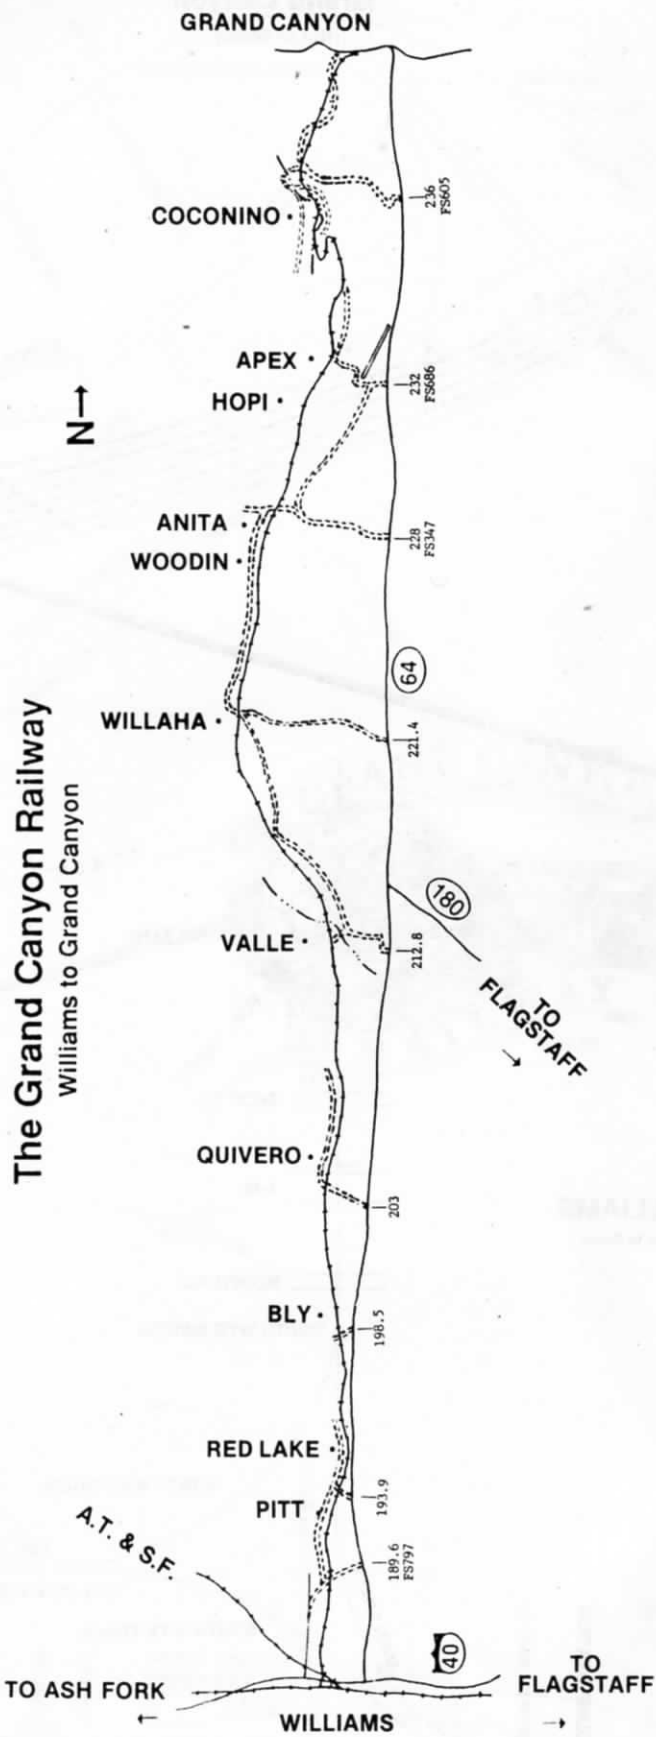 GRAND CANYON
236
FS605
COCONINO
APEX
232
FS686
HOPI
N
ANITA
228
FS347
WOODIN
64
WILLAHA
221.4
The Grand Canyon Railway
Williams to Grand Canyon
180
VALLE
212.8
TO
FLAGSTAFF
QUIVERO
203
BLY
198.5
RED LAKE
193.9
PITT
A.T. & S.F.
189.6
FS797
40
TO ASH FORK
WILLIAMS
TO
FLAGSTAFF